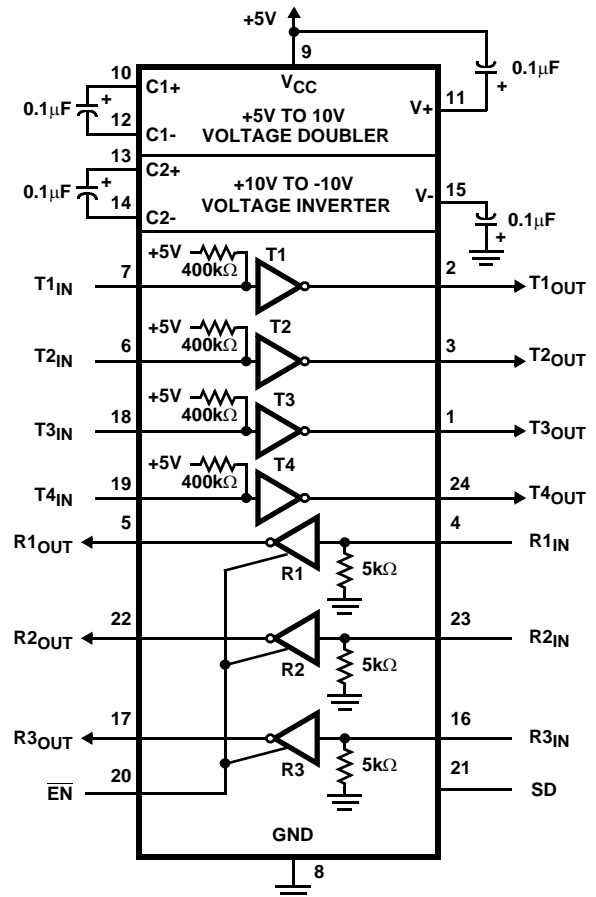 +5V
9
10
C1+
VCC
0.1μF
+
+
0.1μF
V+
11
+5V TO 10V
VOLTAGE DOUBLER
12
C1-
13
C2+
0.1μF
+
+10V TO -10V
VOLTAGE INVERTER
V-
15
14
C2-
0.1μF
+
+5V
400kΩ
T1
T1IN
7
2
T1OUT
+5V
400kΩ
T2
T2IN
6
3
T2OUT
+5V
400kΩ
T3
T3IN
18
1
T3OUT
+5V
400kΩ
T4
T4IN
19
24
T4OUT
R1OUT
5
4
R1IN
R1
5kΩ
R2OUT
22
23
R2IN
R2
5kΩ
R3OUT
17
16
R3IN
R3
5kΩ
EN
20
21
SD
GND
8